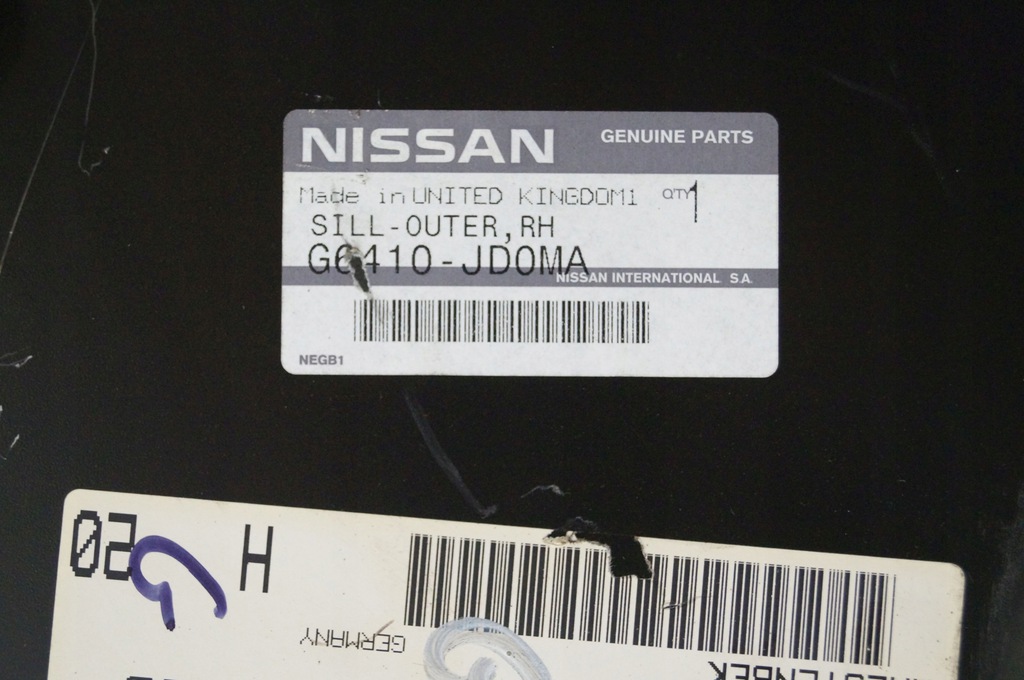 NISSAN GENUINE PARTS
Made in UNITED KINGDOM1 QTY 1
SILL-OUTER,RH
G6410-JD0MA
NISSAN INTERNATIONAL S.A.
NEGB1
H
GERMANY